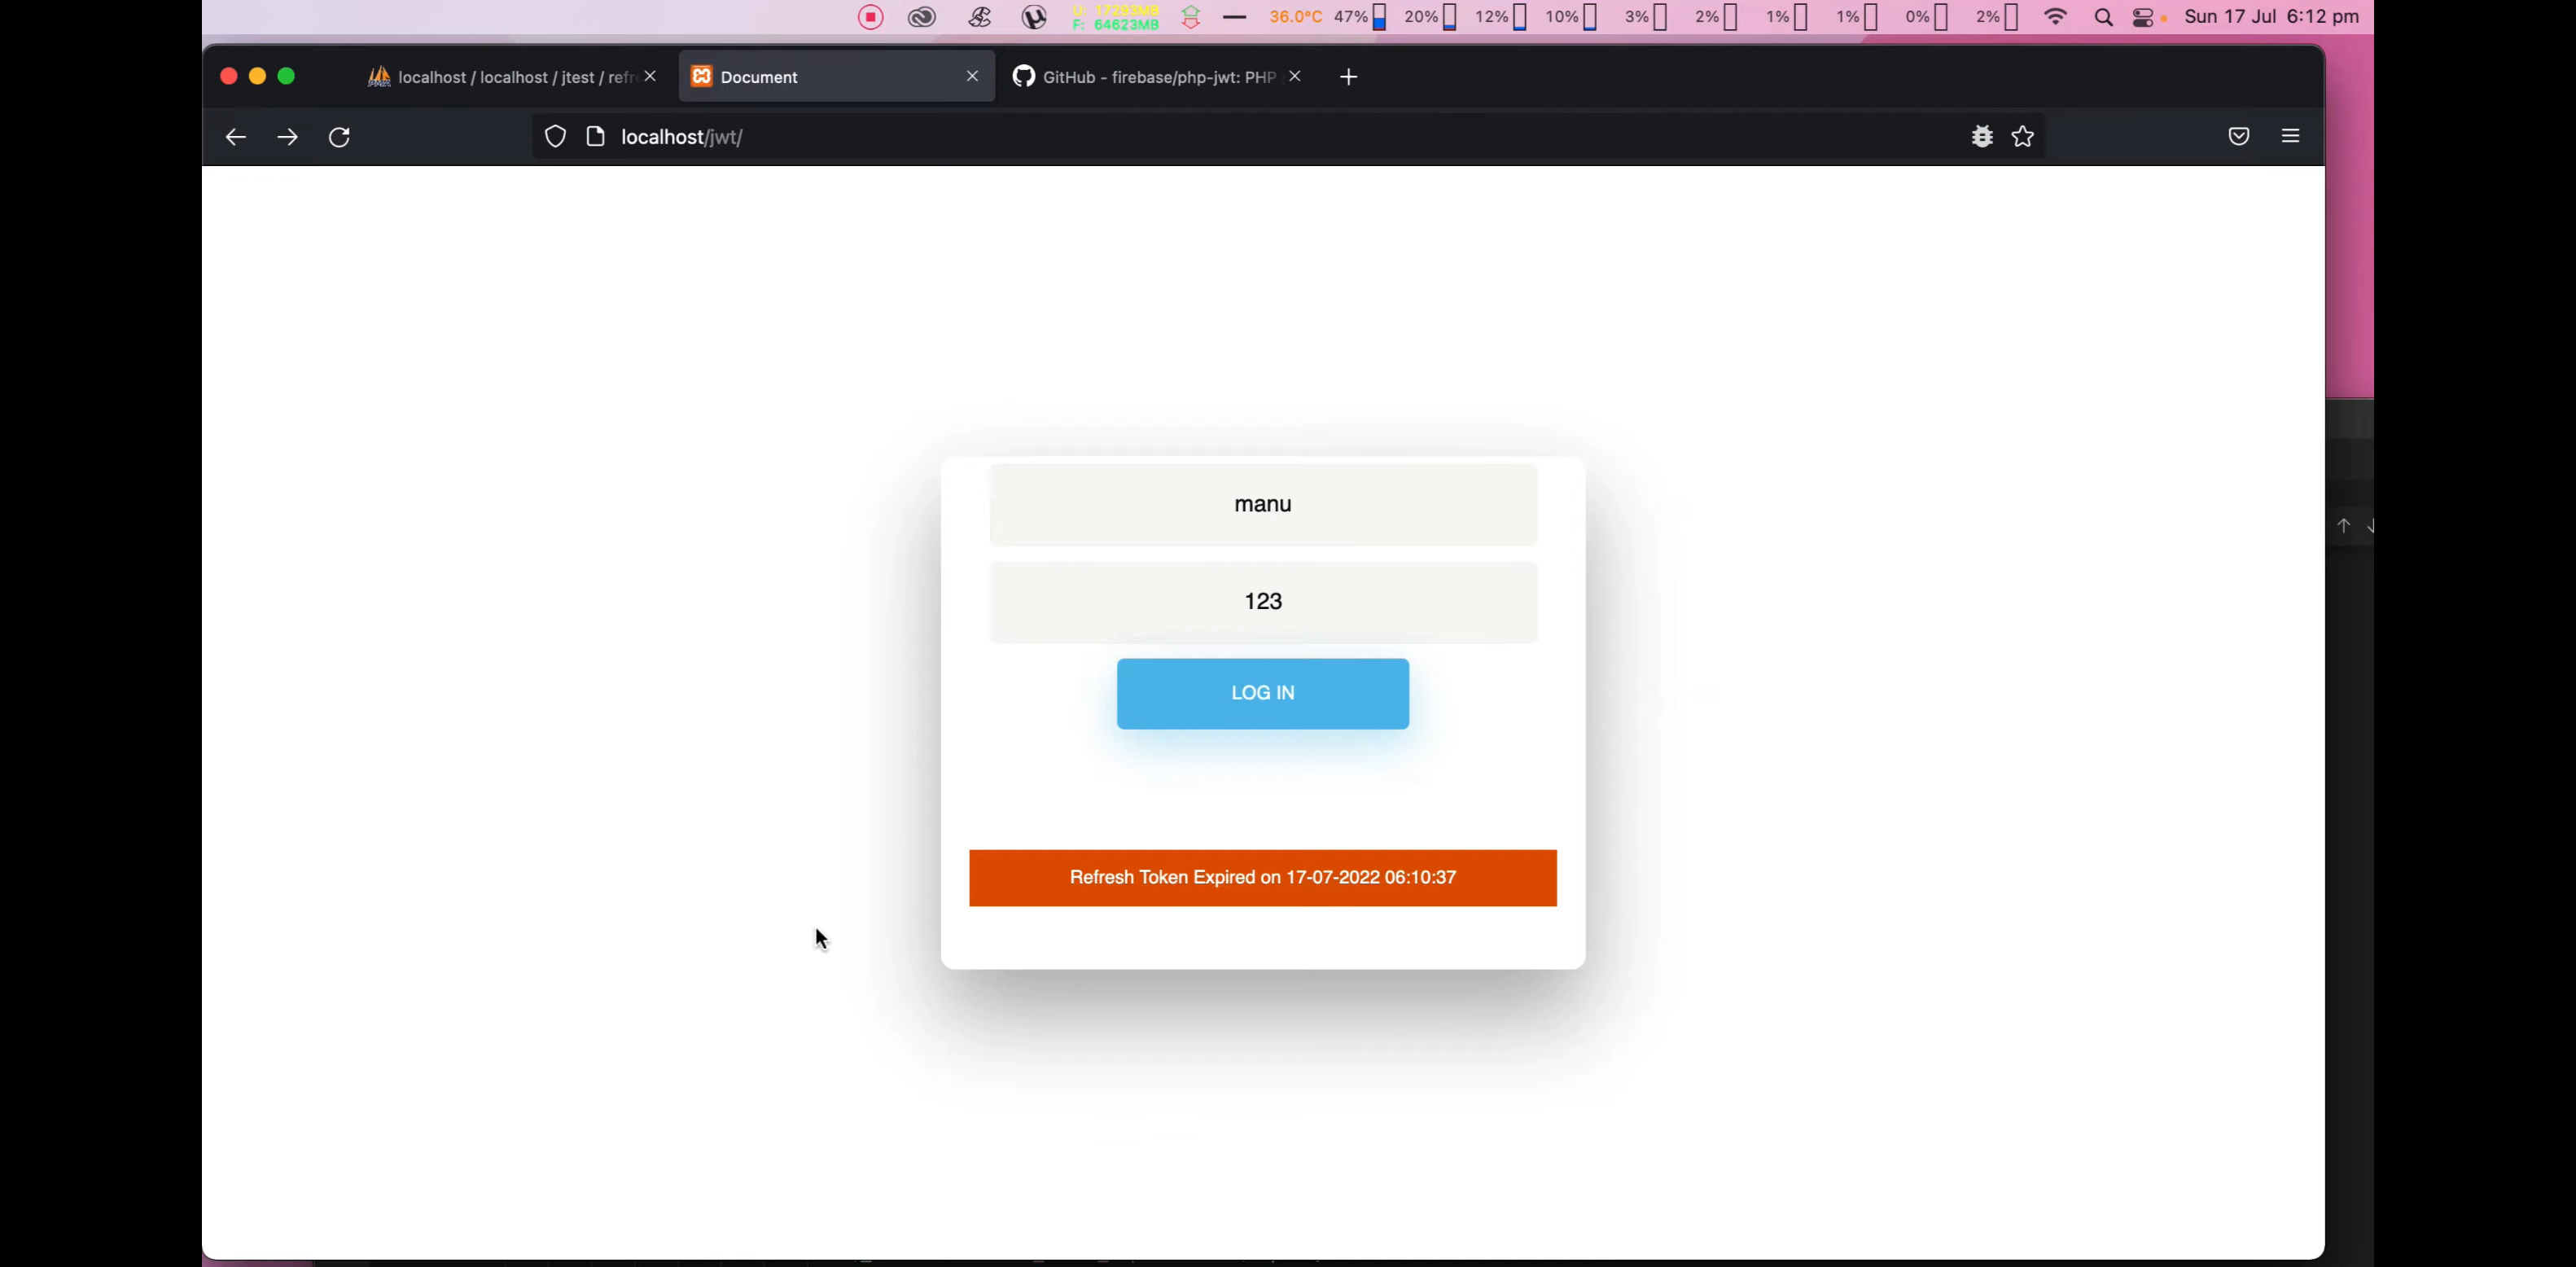 U: 17293MB
F: 64623MB
36.0°C 47% 20% 12% 10% 3% 2% 1% 1% 0% 2% Sun 17 Jul 6:12 pm
localhost / localhost / jtest / refr
Document
GitHub - firebase/php-jwt: PHP
localhost/jwt/
manu
123
LOG IN
Refresh Token Expired on 17-07-2022 06:10:37